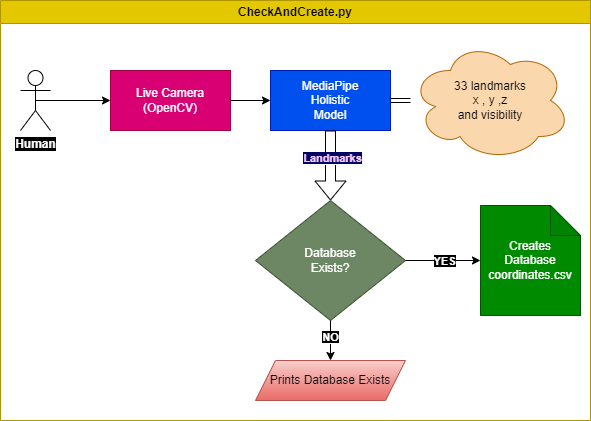 CheckAndCreate.py
Human
Live Camera
(OpenCV)
MediaPipe
Holistic
Model
33 landmarks
x , y ,z
and visibility
Landmarks
Database
Exists?
YES
Creates
Database
coordinates.csv
NO
Prints Database Exists